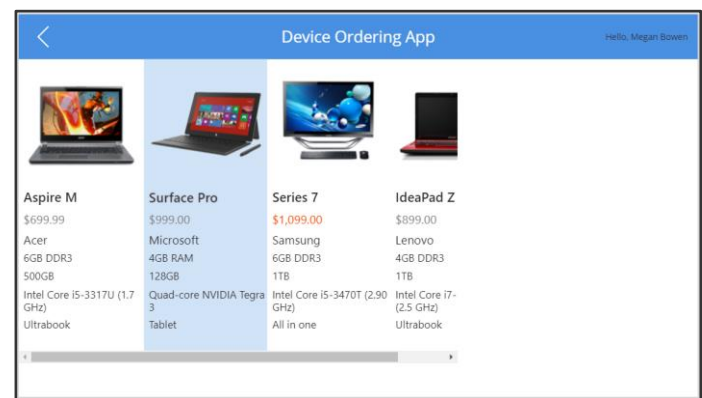 Device Ordering App
Hello, Megan Bowen
Aspire M
$699.99
Acer
6GB DDR3
500GB
Intel Core i5-3317U (1.7
GHz)
Ultrabook
Surface Pro
$999.00
Microsoft
4GB RAM
128GB
Quad-core NVIDIA Tegra
3
Tablet
Series 7
$1,099.00
Samsung
6GB DDR3
1TB
Intel Core i5-3470T (2.90
GHz)
All in one
IdeaPad Z
$899.00
Lenovo
4GB DDR3
1TB
Intel Core i7-
(2.5 GHz)
Ultrabook